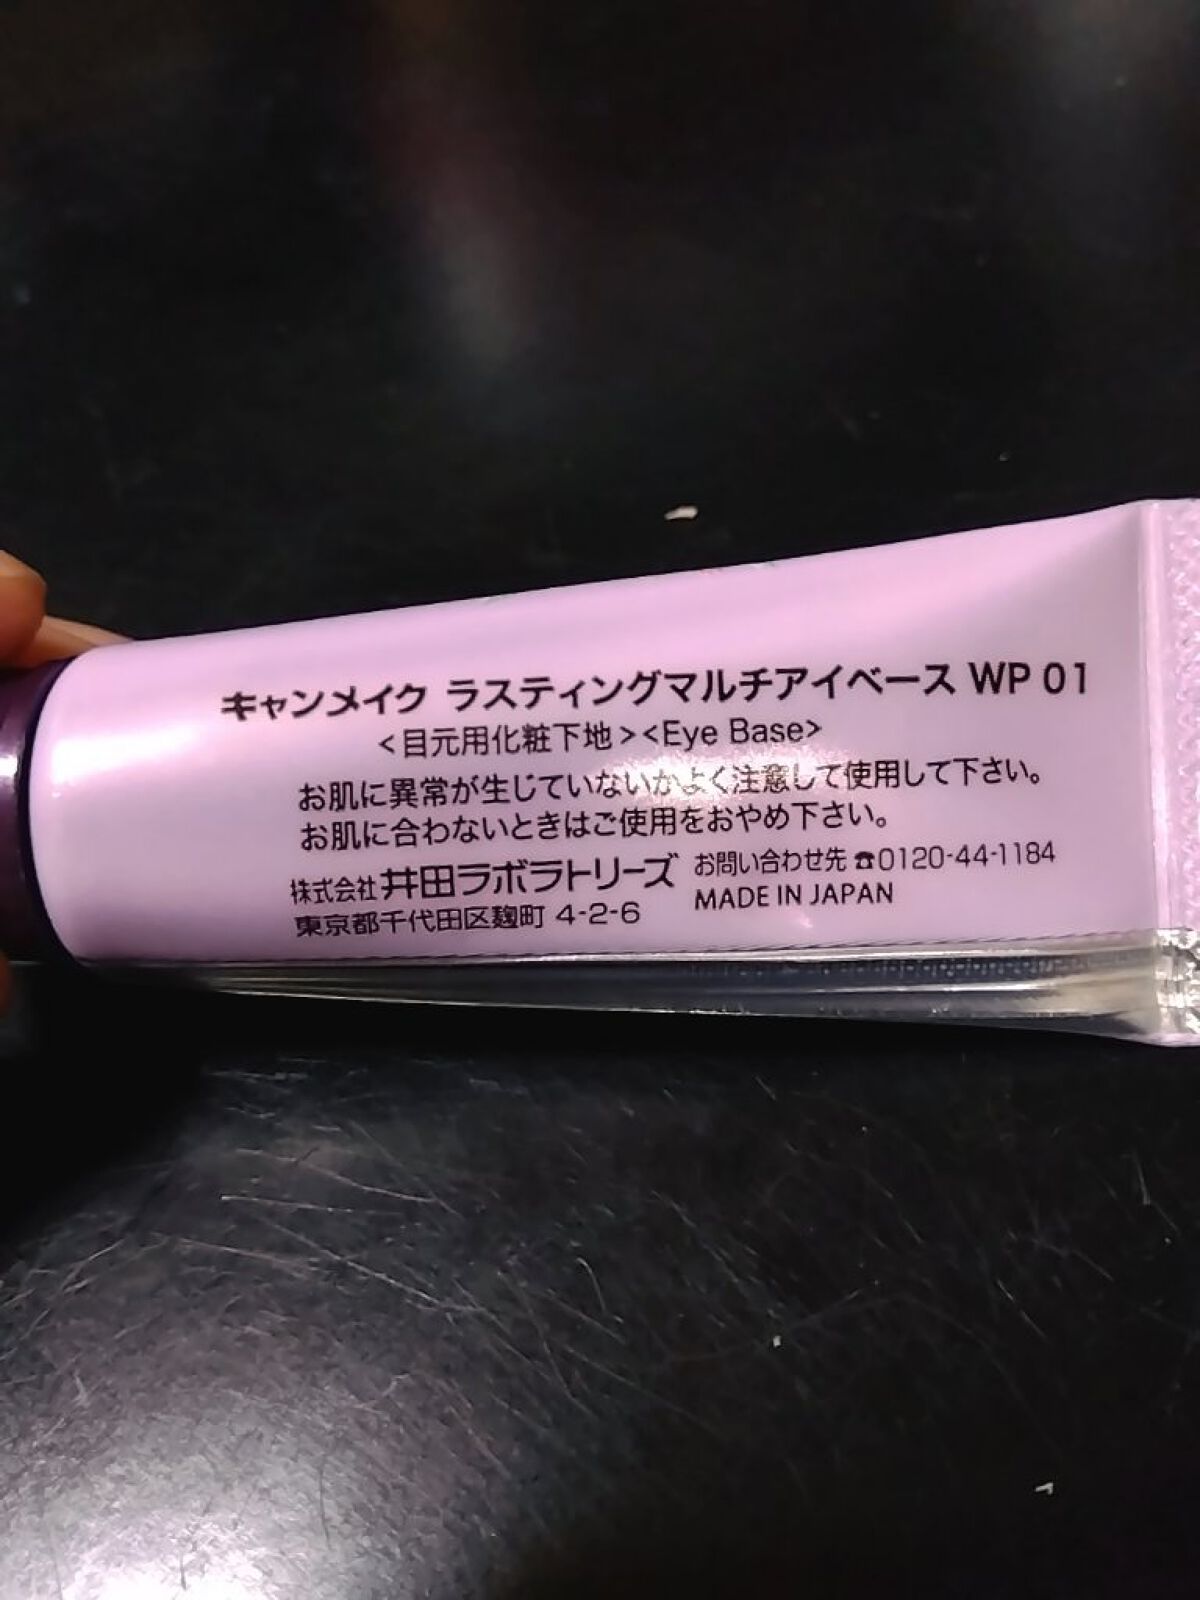 キャンメイク ラスティングマルチアイベース WP 01
<目元用化粧下地><Eye Base>
お肌に異常が生じていないかよく注意して使用して下さい。
お肌に合わないときはご使用をおやめ下さい。
株式会社井田ラボラトリーズ
東京都千代田区麹町 4-2-6
お問い合わせ先 ☎0120-44-1184
MADE IN JAPAN